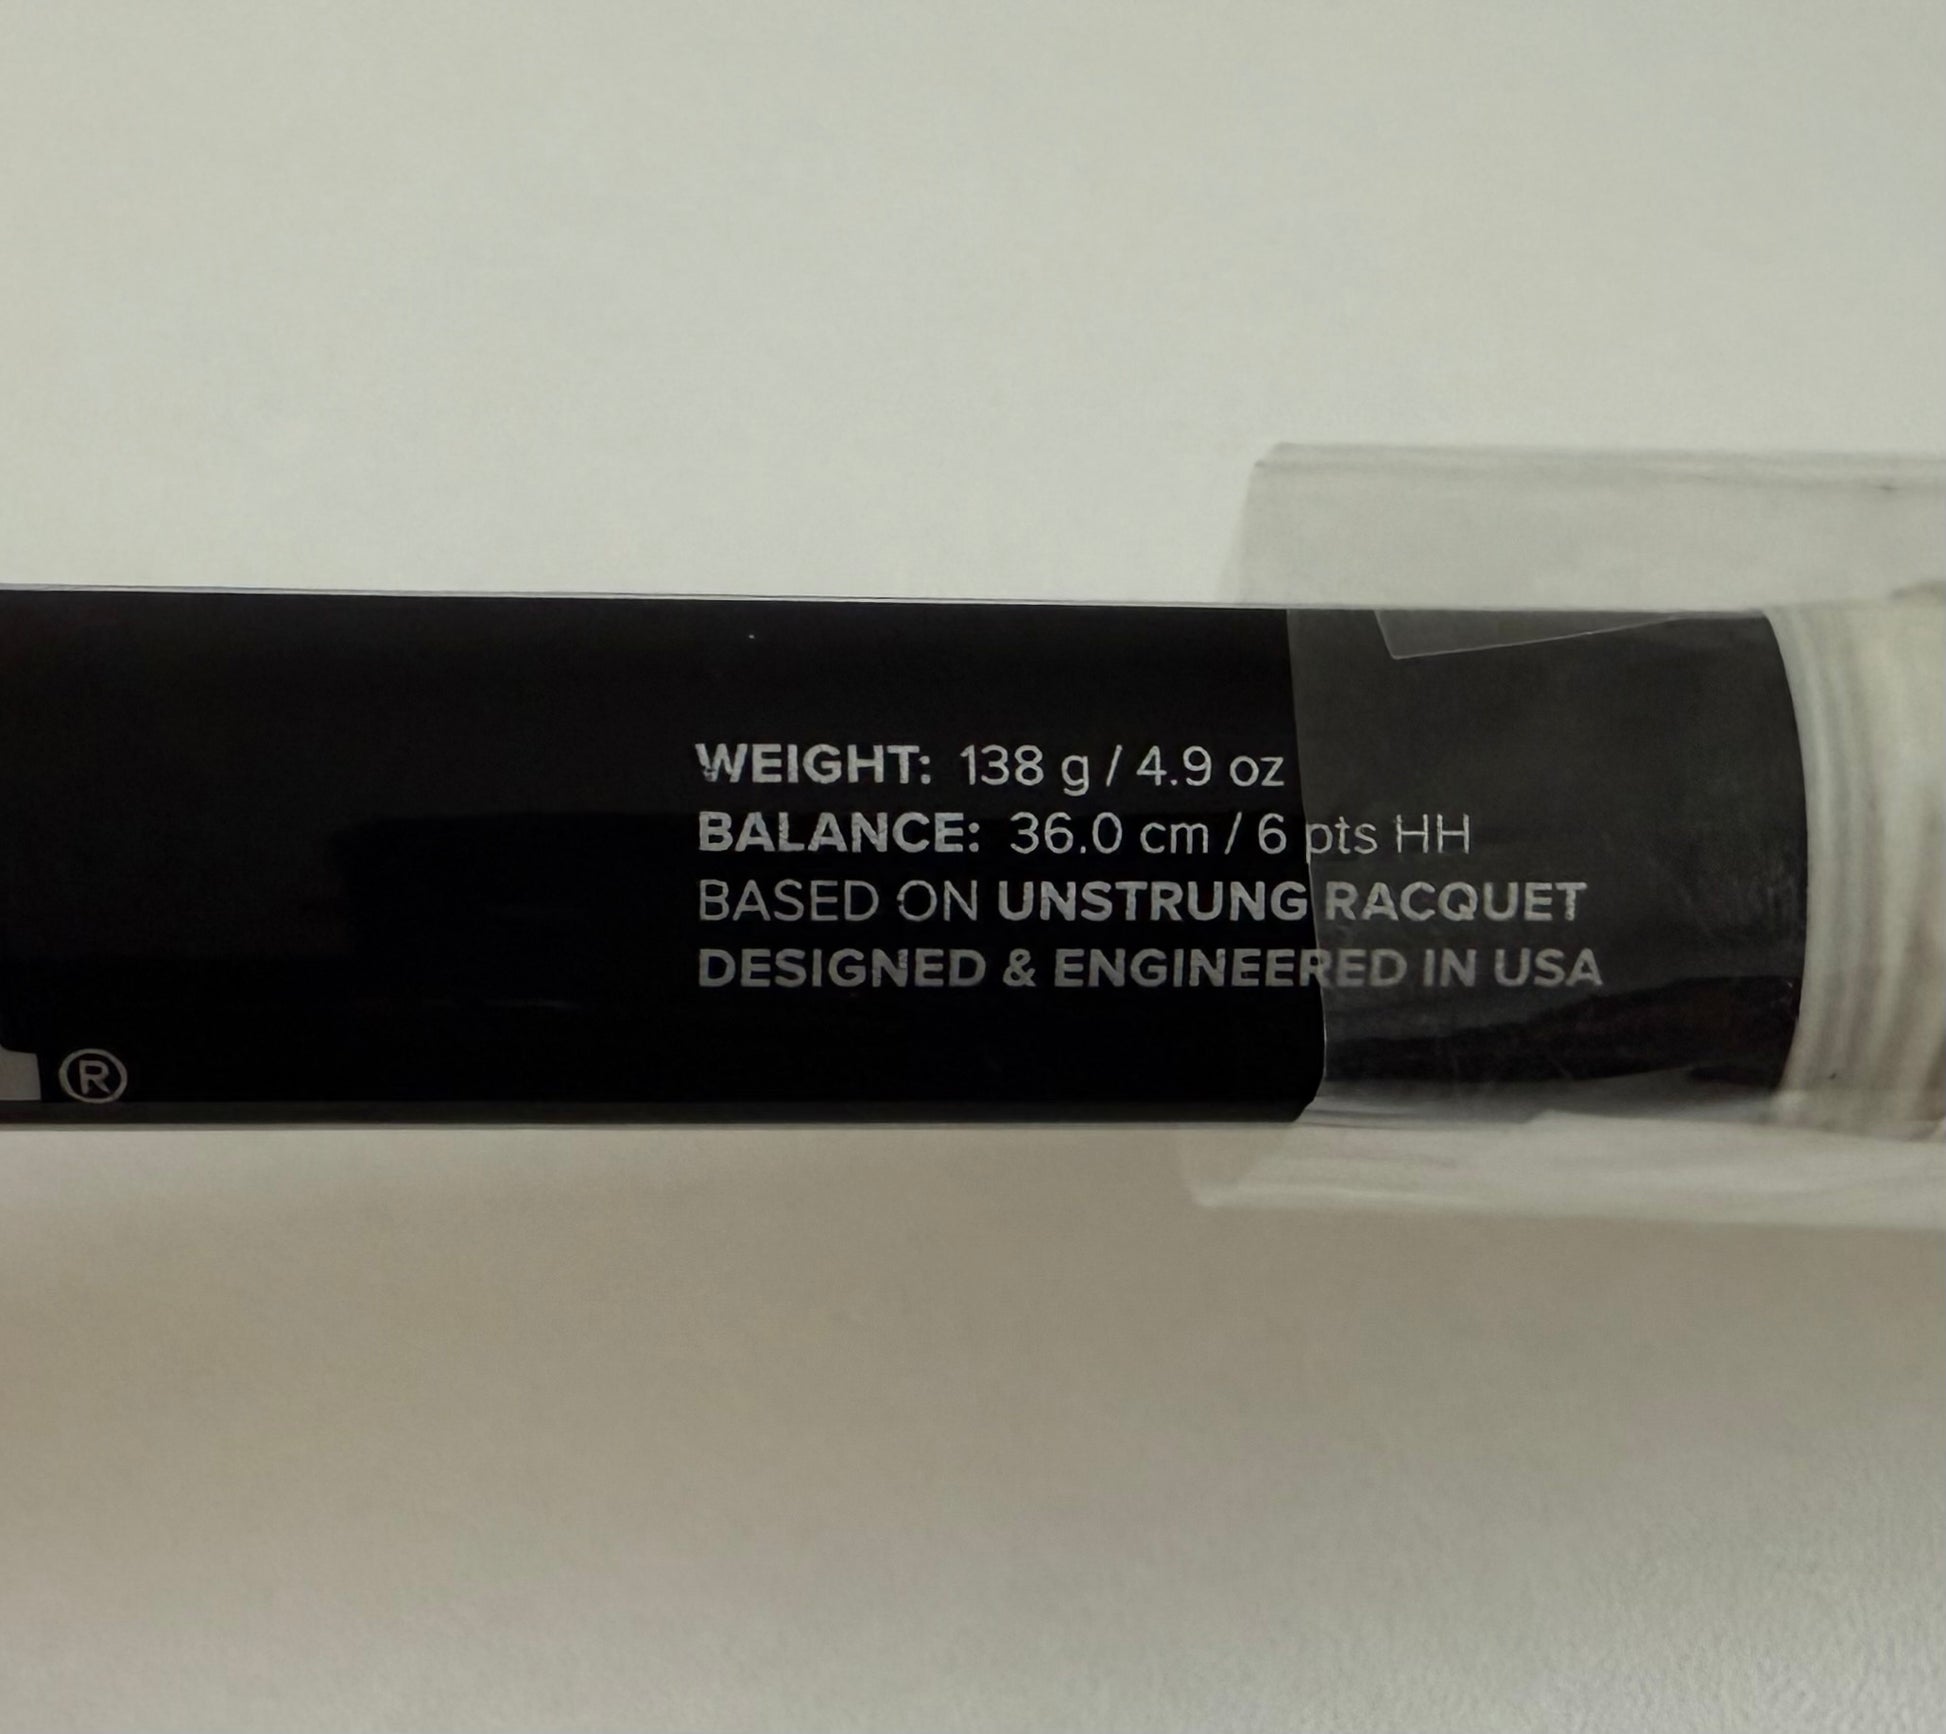 WEIGHT: 138 g / 4.9 oz
BALANCE: 36.0 cm / 6 pts HH
BASED ON UNSTRUNG RACQUET
DESIGNED & ENGINEERED IN USA
®